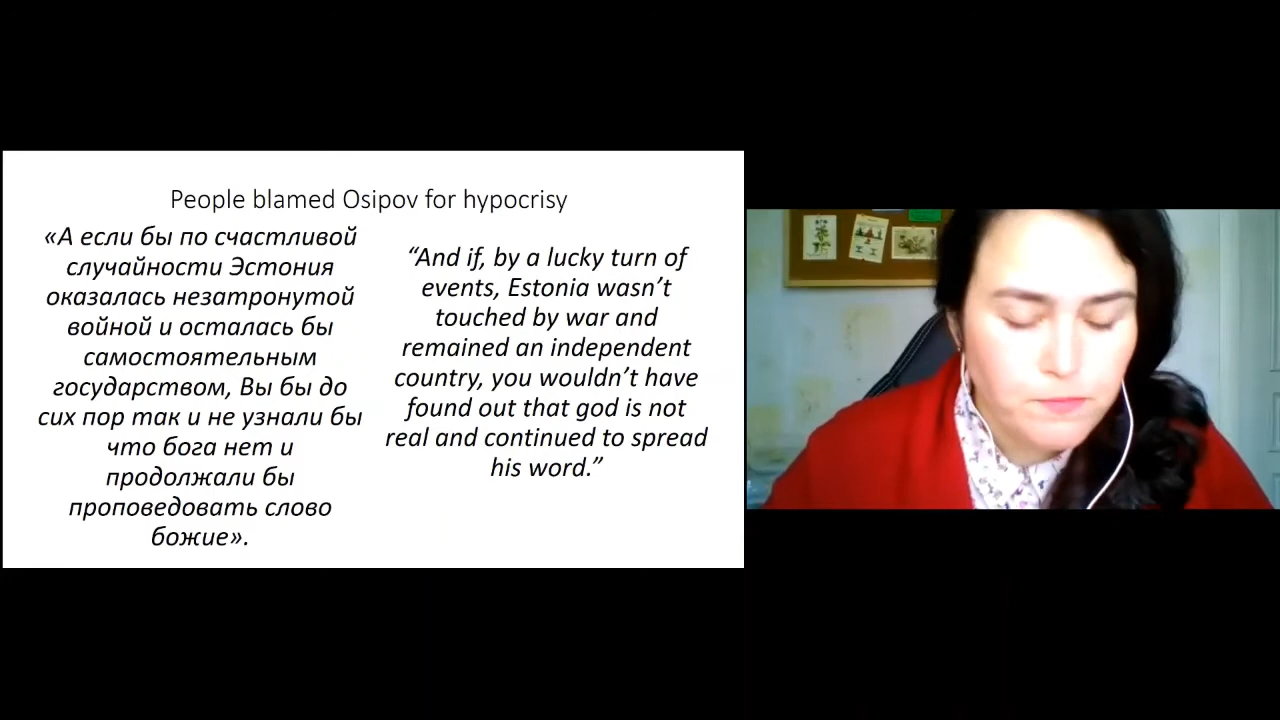 People blamed Osipov for hypocrisy
«А если бы по счастливой
случайности Эстония
оказалась незатронутой
войной и осталась бы
самостоятельным
государством, Вы бы до
сих пор так и не узнали бы
что бога нет и
продолжали бы
проповедовать слово
божие».
“And if, by a lucky turn of
events, Estonia wasn’t
touched by war and
remained an independent
country, you wouldn’t have
found out that god is not
real and continued to spread
his word.”